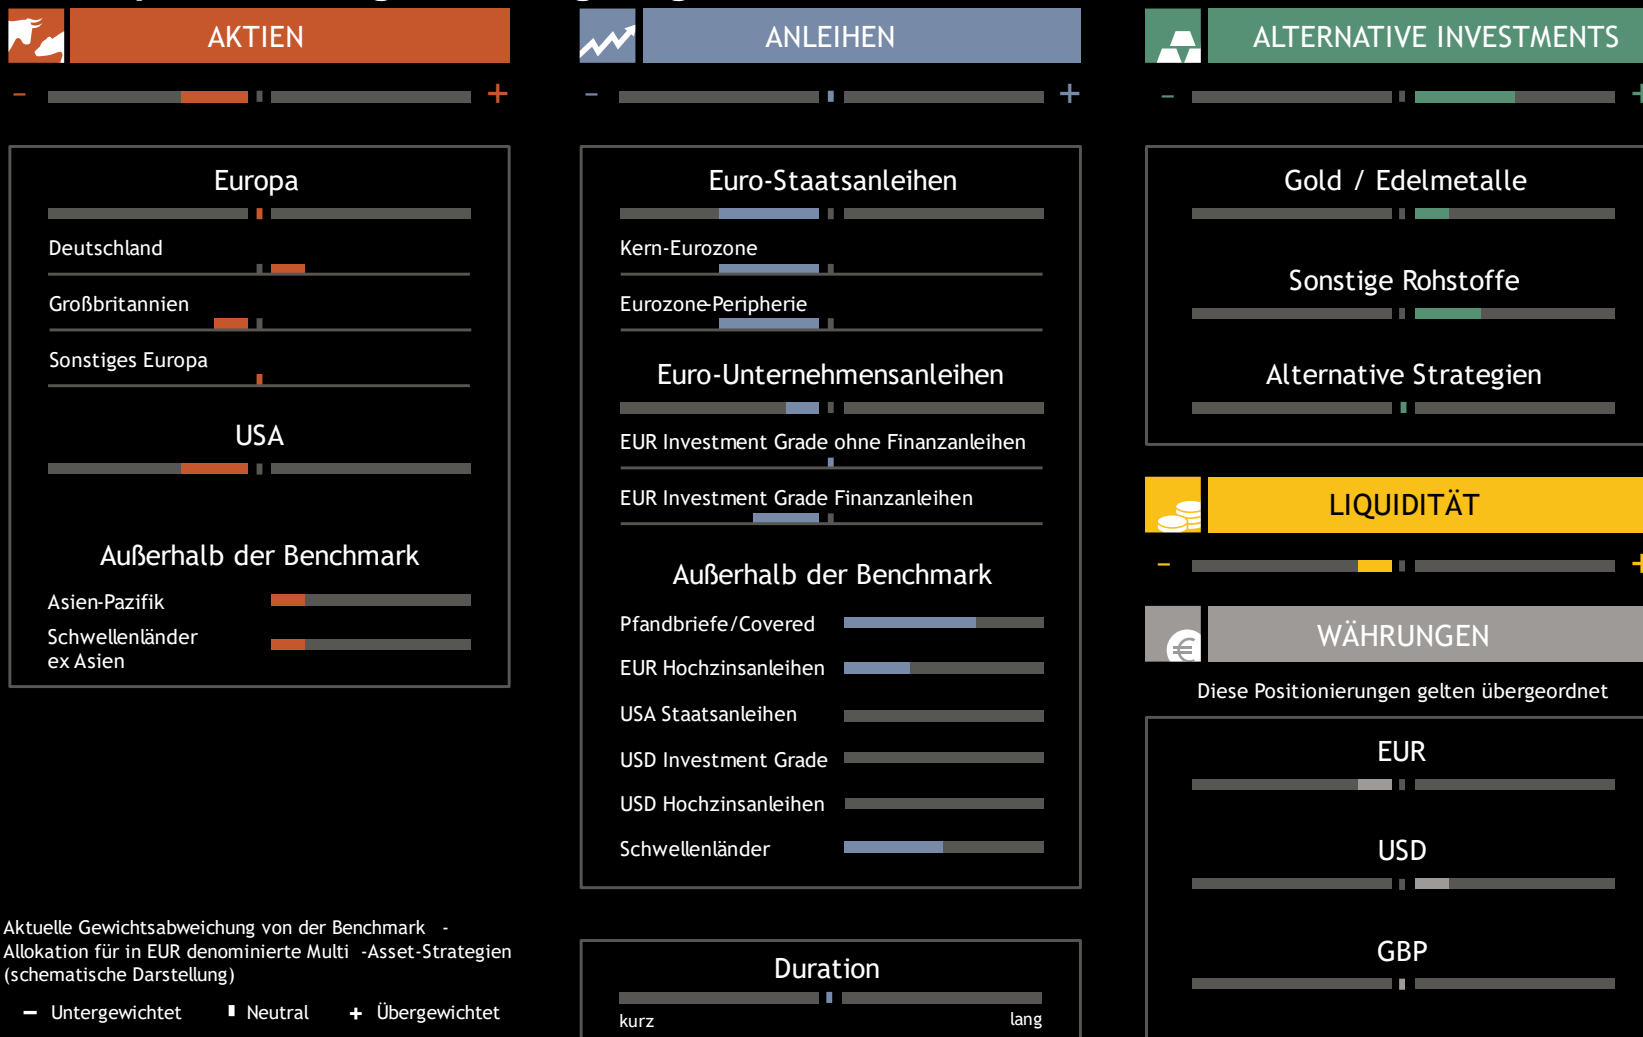 AKTIEN
- +
Europa
Deutschland
Großbritannien
Sonstiges Europa
USA
Außerhalb der Benchmark
Asien-Pazifik
Schwellenländer
ex Asien
Aktuelle Gewichtsabweichung von der Benchmark -
Allokation für in EUR denominierte Multi -Asset-Strategien
(schematische Darstellung)
- Untergewichtet Neutral + Übergewichtet
ANLEIHEN
- +
Euro-Staatsanleihen
Kern-Eurozone
Eurozone-Peripherie
Euro-Unternehmensanleihen
EUR Investment Grade ohne Finanzanleihen
EUR Investment Grade Finanzanleihen
Außerhalb der Benchmark
Pfandbriefe/Covered
EUR Hochzinsanleihen
USA Staatsanleihen
USD Investment Grade
USD Hochzinsanleihen
Schwellenländer
Duration
kurz lang
ALTERNATIVE INVESTMENTS
- +
Gold / Edelmetalle
Sonstige Rohstoffe
Alternative Strategien
LIQUIDITÄT
- +
€ WÄHRUNGEN
Diese Positionierungen gelten übergeordnet
EUR
USD
GBP